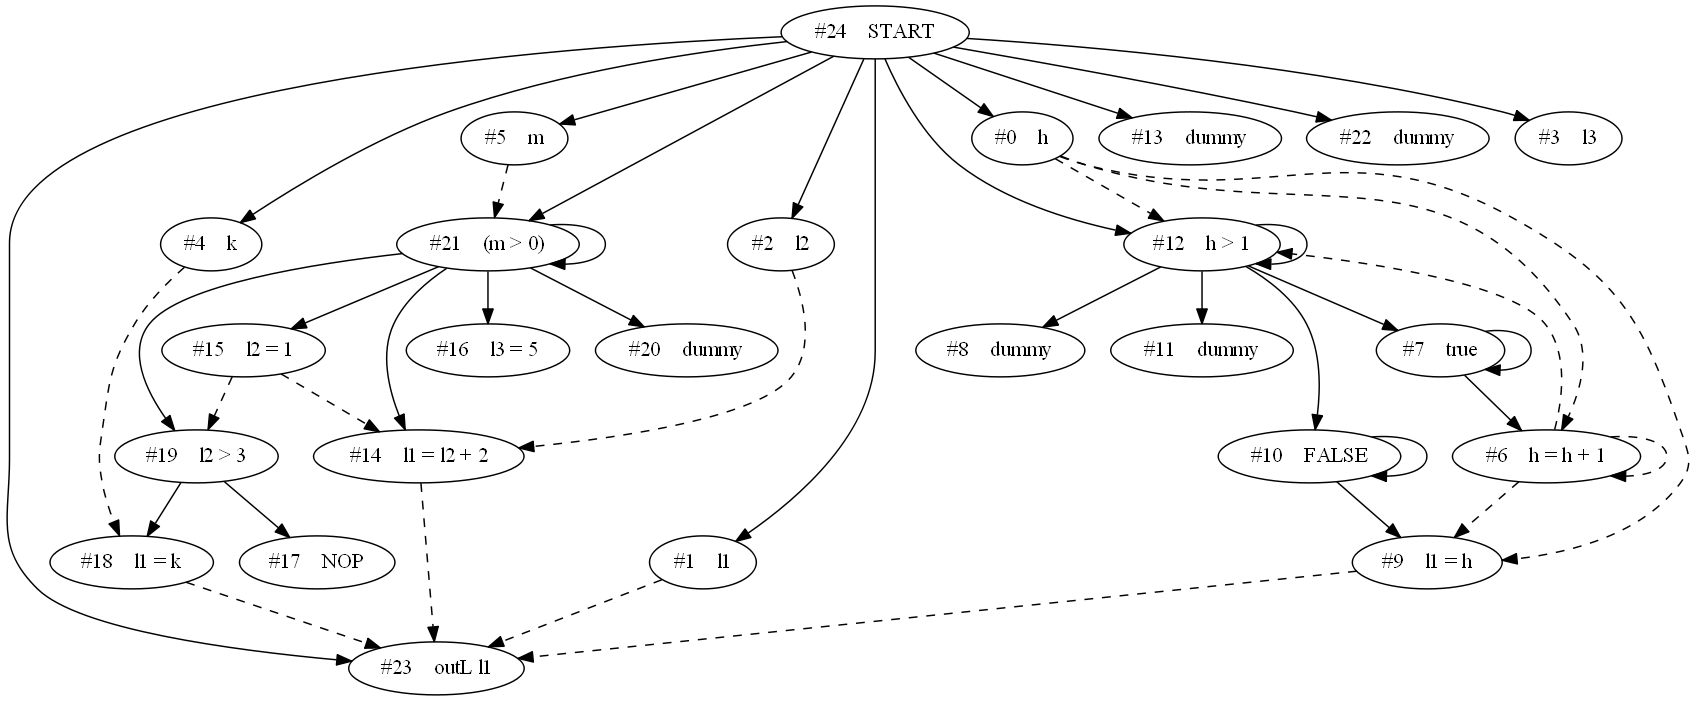 #24 START
#5 m
#0 h
#13 dummy
#22 dummy
#3 l3
#4 k
#21 (m > 0)
#2 l2
#12 h > 1
#15 l2 = 1
#16 l3 = 5
#20 dummy
#8 dummy
#11 dummy
#7 true
#19 l2 > 3
#14 l1 = l2 + 2
#10 FALSE
#6 h = h + 1
#18 l1 = k
#17 NOP
#1 l1
#9 l1 = h
#23 outL l1